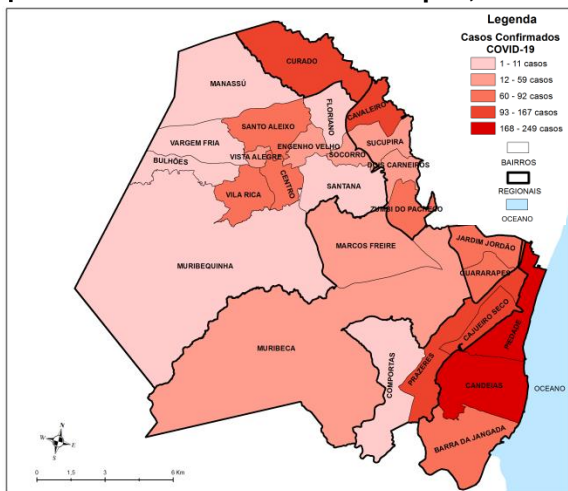 Legenda
Casos Confirmados
COVID-19
1 - 11 casos
12 - 59 casos
60 - 92 casos
93 - 167 casos
168 - 249 casos
BAIRROS
REGIONAIS
OCEANO
CURADO
MANASSÚ
FLORIANO
CAVALEIRO
SANTO ALEIXO
VARGEM FRIA
ENGENHO VELHO
SUCUPIRA
BULHÕES
VISTA ALEGRE
SOCORRO
DOIS CARNEIROS
VILA RICA
CENTRO
SANTANA
ZUMBI DO PACHECO
MARCOS FREIRE
JARDIM JORDÃO
MURIBEQUINHA
GUARARAPES
CAJUEIRO SECO
PIEDADE
MURIBECA
COMPORTAS
PRAZERES
CANDEIAS
OCEANO
BARRA DA JANGADA
N
W
E
S
0 1,5 3 6 Km